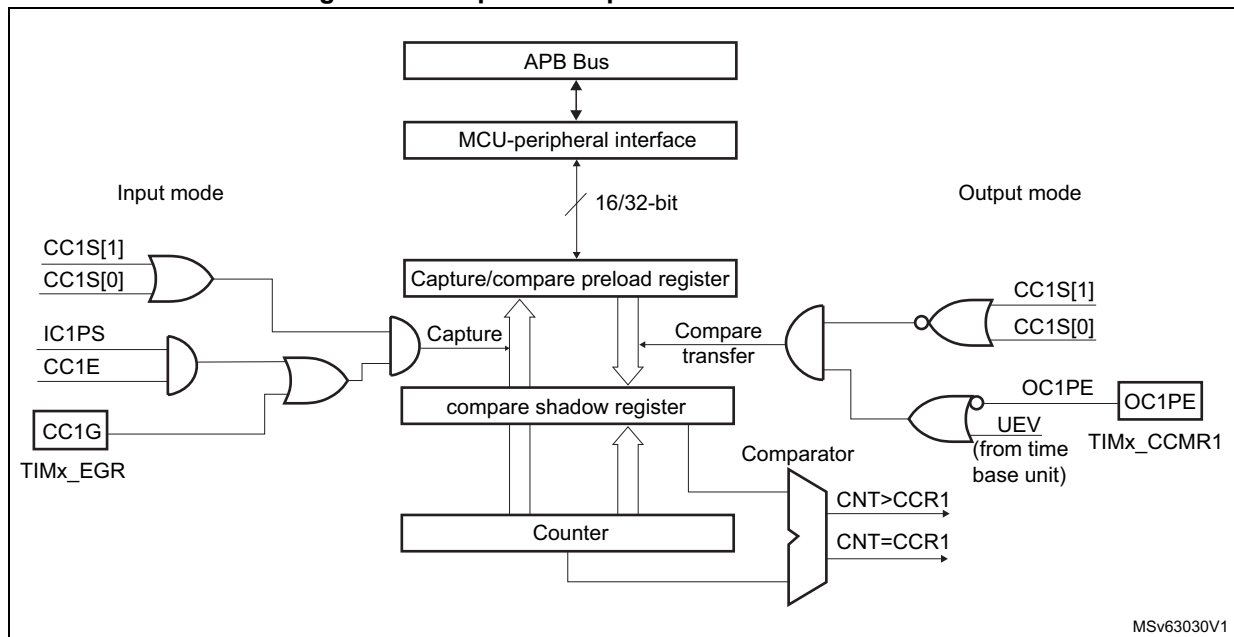 APB Bus
MCU-peripheral interface
Input mode
16/32-bit
Output mode
CC1S[1]
CC1S[0]
Capture/compare preload register
CC1S[1]
CC1S[0]
IC1PS
CC1E
Capture
Compare
transfer
CC1G
TIMx_EGR
compare shadow register
OC1PE
OC1PE
UEV
(from time
base unit)
TIMx_CCMR1
Comparator
CNT>CCR1
Counter
CNT=CCR1
MSv63030V1